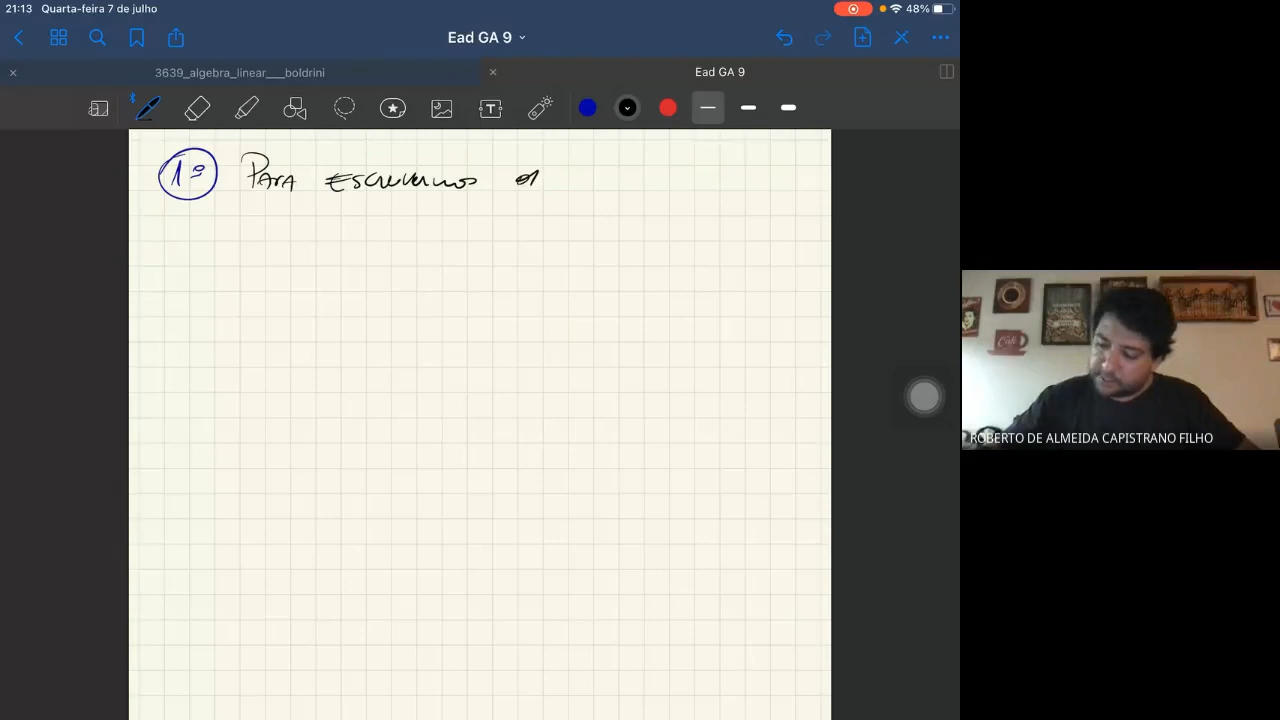 21:13 Quarta-feira 7 de julho
48%
Ead GA 9
3639_algebra_linear___boldrini
Ead GA 9
1º Para escrevermos
Café
ROBERTO DE ALMEIDA CAPISTRANO FILHO